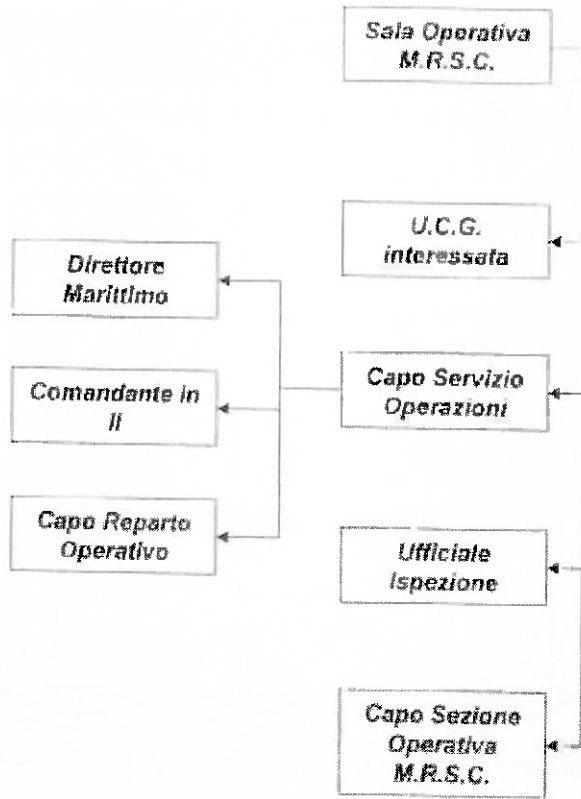 Sala Operativa
M.R.S.C.
U.C.G.
interessata
Direttore
Marittimo
Capo Servizio
Operazioni
Comandante in
II
Capo Reparto
Operativo
Ufficiale
Ispezione
Capo Sezione
Operativa
M.R.S.C.